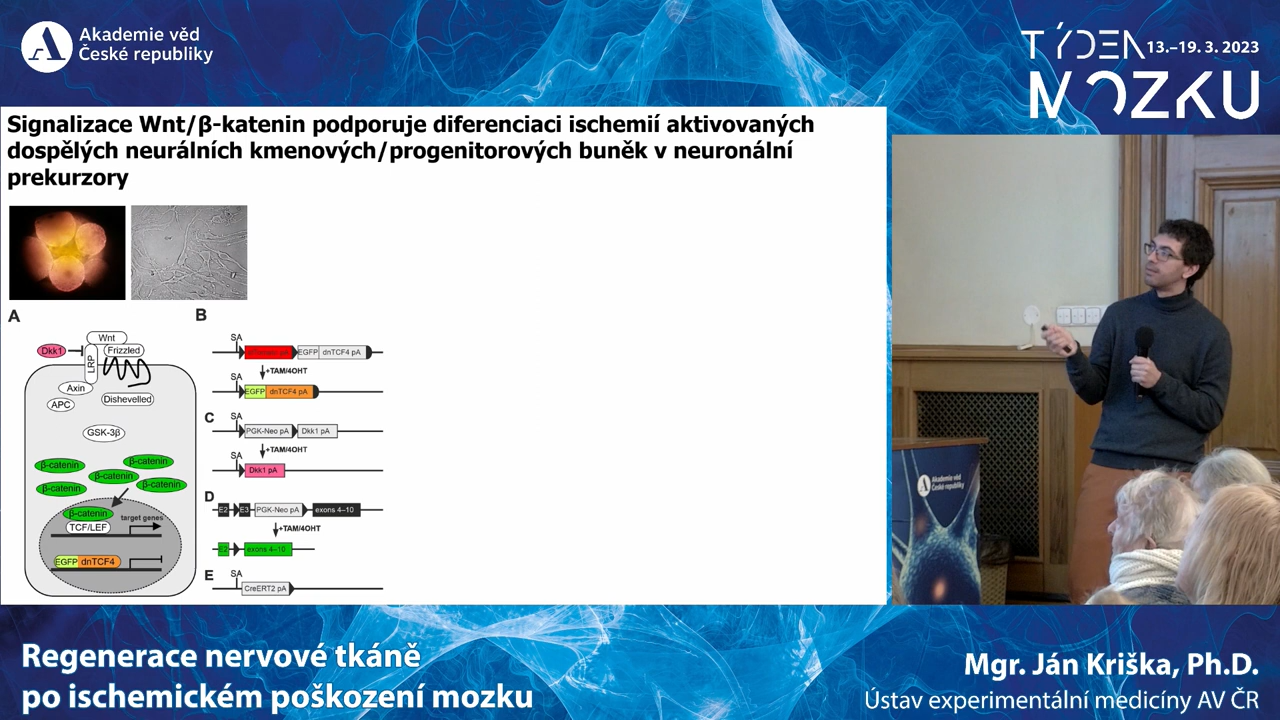 Akademie věd
České republiky
TÝDEN 13.–19. 3. 2023
MOZKU
Signalizace Wnt/β-katenin podporuje diferenciaci ischemií aktivovaných
dospělých neurálních kmenových/progenitorových buněk v neuronální
prekurzory
A
Wnt
Dkk1
Frizzled
LRP
Axin
APC
Dishevelled
GSK-3β
β-catenin
β-catenin
β-catenin
β-catenin
β-catenin
β-catenin
TCF/LEF
target genes
EGFP dnTCF4
B
SA
EGFP dnTCF4 pA
+TAM/4OHT
SA
EGFP dnTCF4 pA
C
SA
PGK-Neo pA Dkk1 pA
+TAM/4OHT
SA
Dkk1 pA
D
E2 E3 PGK-Neo pA exons 4–10
+TAM/4OHT
E2 exons 4–10
E
SA
CreERT2 pA
Akademie věd
České republiky
Regenerace nervové tkáně
po ischemickém poškození mozku
Mgr. Ján Kriška, Ph.D.
Ústav experimentální medicíny AV ČR